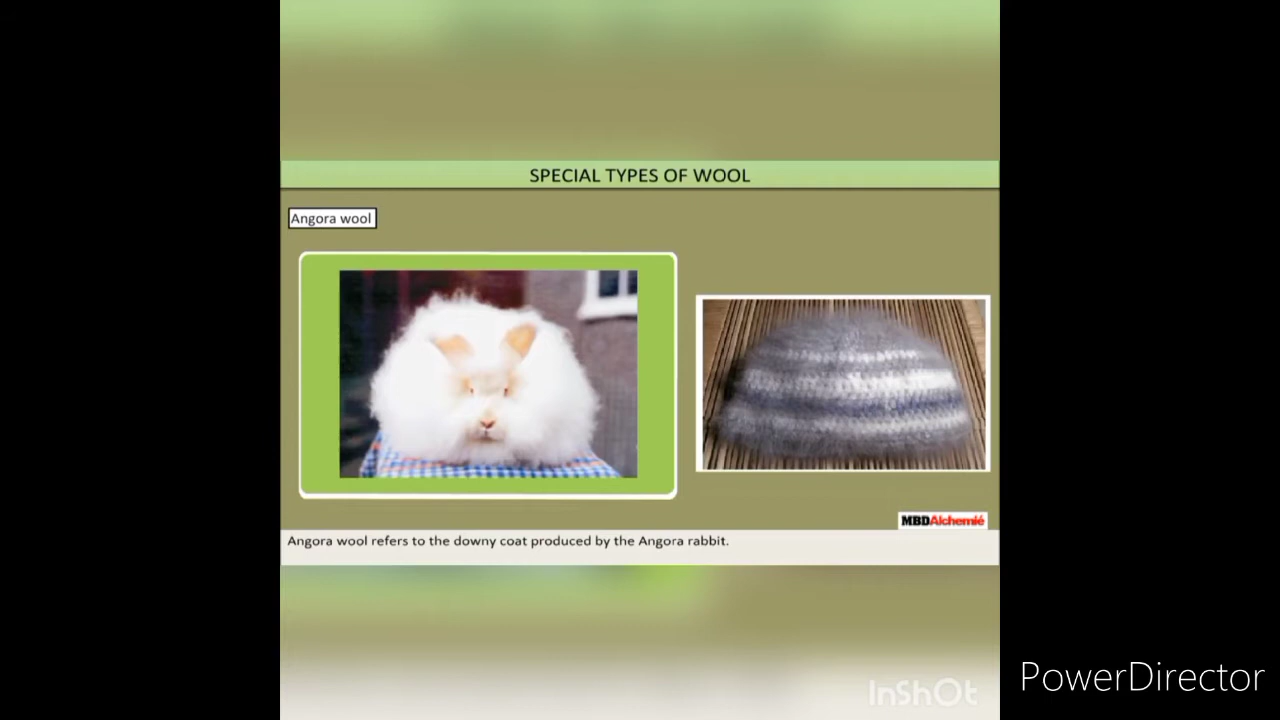 SPECIAL TYPES OF WOOL
Angora wool
MBDAlchemié
Angora wool refers to the downy coat produced by the Angora rabbit.
InShOt
PowerDirector